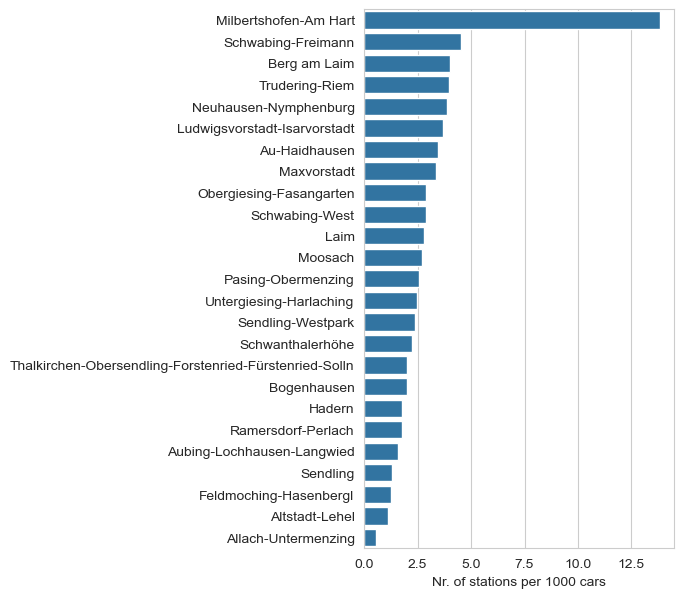 Milbertshofen-Am Hart
Schwabing-Freimann
Berg am Laim
Trudering-Riem
Neuhausen-Nymphenburg
Ludwigsvorstadt-Isarvorstadt
Au-Haidhausen
Maxvorstadt
Obergiesing-Fasangarten
Schwabing-West
Laim
Moosach
Pasing-Obermenzing
Untergiesing-Harlaching
Sendling-Westpark
Schwanthalerhöhe
Thalkirchen-Obersendling-Forstenried-Fürstenried-Solln
Bogenhausen
Hadern
Ramersdorf-Perlach
Aubing-Lochhausen-Langwied
Sendling
Feldmoching-Hasenbergl
Altstadt-Lehel
Allach-Untermenzing
0.0 2.5 5.0 7.5 10.0 12.5
Nr. of stations per 1000 cars